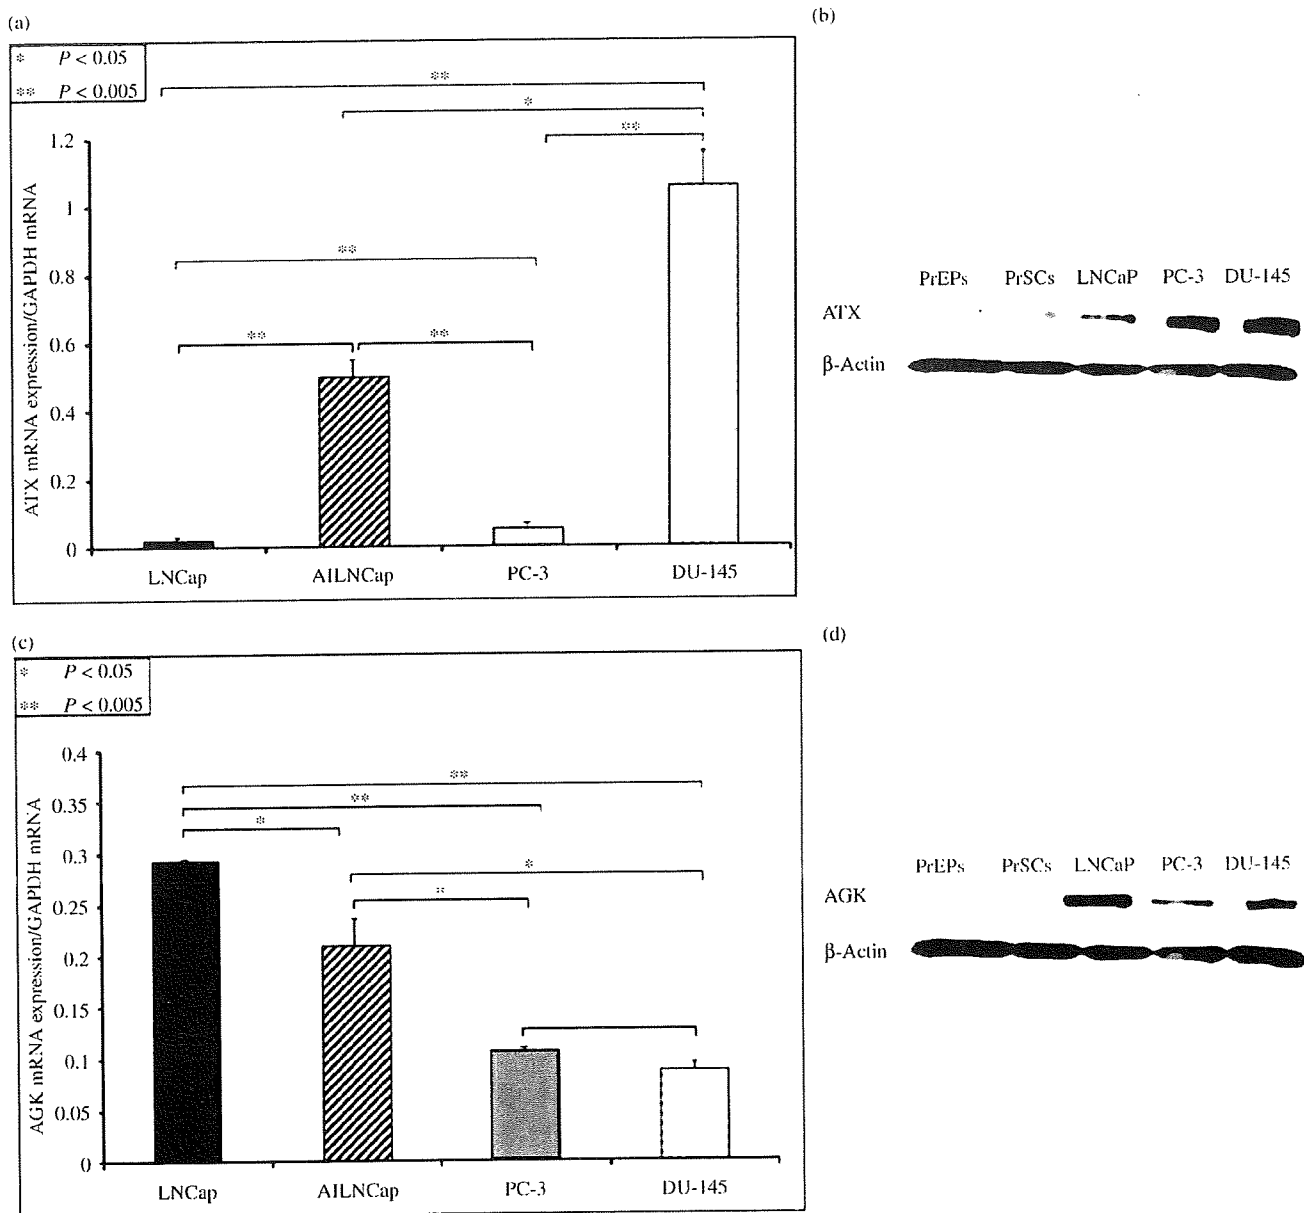 (a)
* P < 0.05
** P < 0.005
**
*
**
**
**
**
ATX mRNA expression/GAPDH mRNA
1.2
1
0.8
0.6
0.4
0.2
0
LNCap AILNCap PC-3 DU-145
(b)
PrEPs PrSCs LNCaP PC-3 DU-145
ATX
β-Actin
(c)
* P < 0.05
** P < 0.005
**
**
*
*
AGK mRNA expression/GAPDH mRNA
0.4
0.35
0.3
0.25
0.2
0.15
0.1
0.05
0
LNCap AILNCap PC-3 DU-145
(d)
PrEPs PrSCs LNCaP PC-3 DU-145
AGK
β-Actin